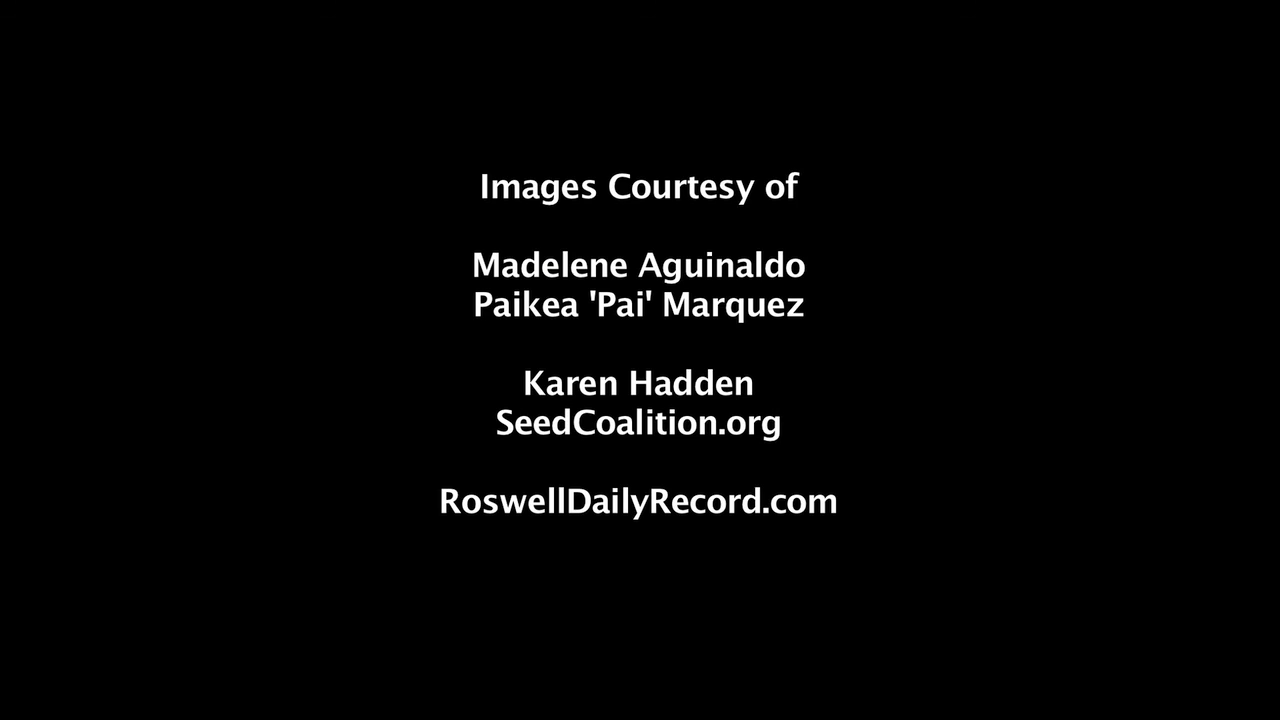 Images Courtesy of
Madelene Aguinaldo
Paikea 'Pai' Marquez
Karen Hadden
SeedCoalition.org
RoswellDailyRecord.com